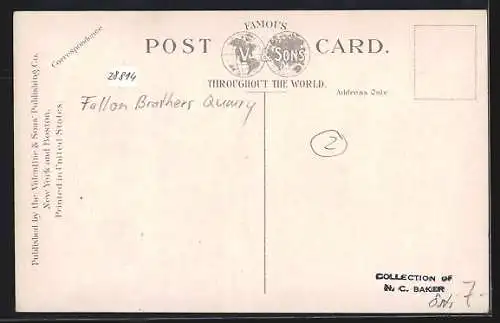 FAMOUS
POST CARD.
V. & SONS
THROUGHOUT THE WORLD.
Correspondence
Address Only
28814
Fallon Brothers Quarry
2
Published by the Valentine & Sons' Publishing Co.
New York and Boston.
Printed in United States
COLLECTION OF
N. C. BAKER
7-